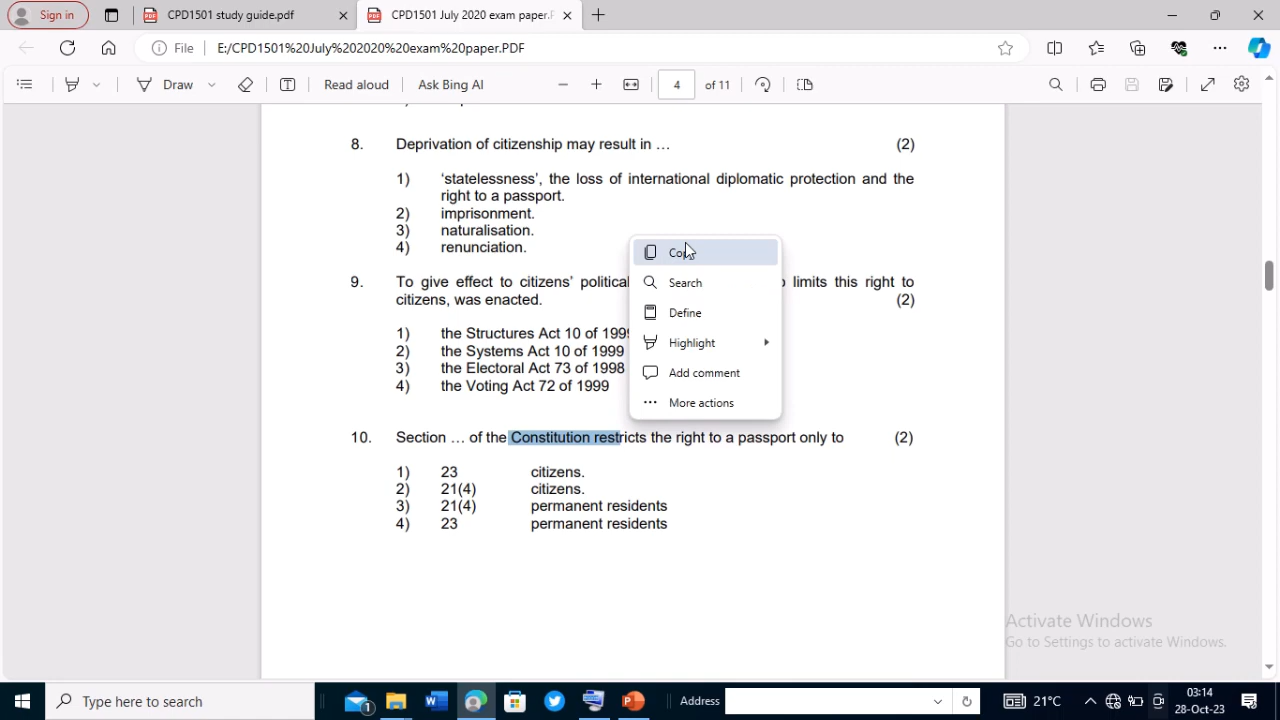 Sign in
CPD1501 study guide.pdf
CPD1501 July 2020 exam paper.P
File
E:/CPD1501%20July%202020%20exam%20paper.PDF
Draw
Read aloud
Ask Bing AI
4
of 11
8. Deprivation of citizenship may result in … (2)
1) ‘statelessness’, the loss of international diplomatic protection and the
right to a passport.
2) imprisonment.
3) naturalisation.
4) renunciation.
9. To give effect to citizens’ political limits this right to
citizens, was enacted. (2)
1) the Structures Act 10 of 1999
2) the Systems Act 10 of 1999
3) the Electoral Act 73 of 1998
4) the Voting Act 72 of 1999
Copy
Search
Define
Highlight
Add comment
More actions
10. Section … of the Constitution restricts the right to a passport only to (2)
1) 23 citizens.
2) 21(4) citizens.
3) 21(4) permanent residents
4) 23 permanent residents
Activate Windows
Go to Settings to activate Windows.
Type here to search
1
Address
21°C
03:14
28-Oct-23